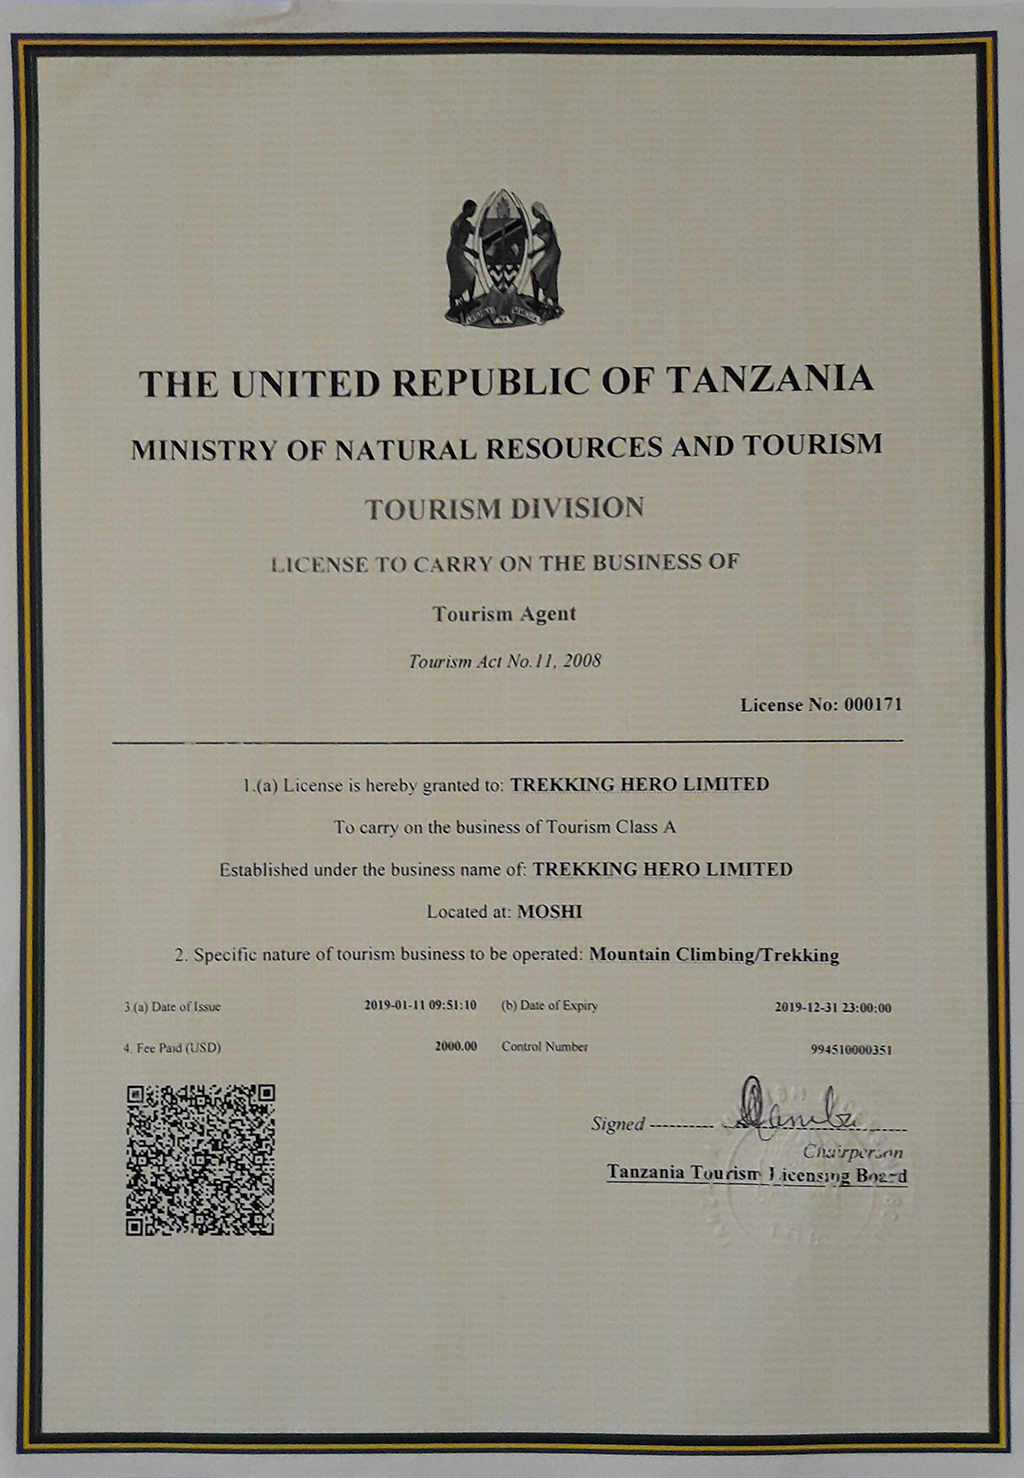 THE UNITED REPUBLIC OF TANZANIA
MINISTRY OF NATURAL RESOURCES AND TOURISM
TOURISM DIVISION
LICENSE TO CARRY ON THE BUSINESS OF
Tourism Agent
Tourism Act No.11, 2008
License No: 000171
1.(a) License is hereby granted to: TREKKING HERO LIMITED
To carry on the business of Tourism Class A
Established under the business name of: TREKKING HERO LIMITED
Located at: MOSHI
2. Specific nature of tourism business to be operated: Mountain Climbing/Trekking
3.(a) Date of Issue 2019-01-11 09:51:10 (b) Date of Expiry 2019-12-31 23:00:00
4. Fee Paid (USD) 2000.00 Control Number 994510000351
Signed
Chairperson
Tanzania Tourism Licensing Board